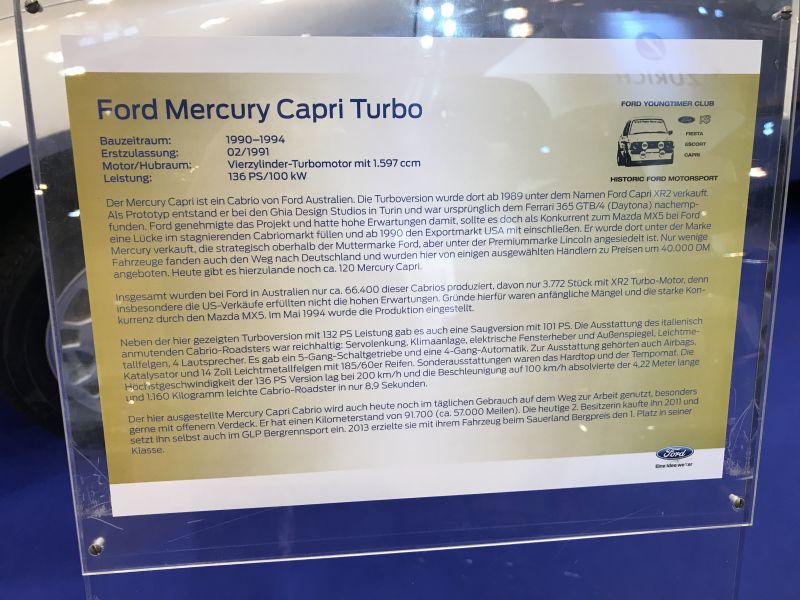 ZURICH
Ford Mercury Capri Turbo
FORD YOUNGTIMER CLUB
Ford
FIESTA
ESCORT
CAPRI
HISTORIC FORD MOTORSPORT
Bauzeitraum: 1990–1994
Erstzulassung: 02/1991
Motor/Hubraum: Vierzylinder-Turbomotor mit 1.597 ccm
Leistung: 136 PS/100 kW
Der Mercury Capri ist ein Cabrio von Ford Australien. Die Turboversion wurde dort ab 1989 unter dem Namen Ford Capri XR2 verkauft.
Als Prototyp entstand er bei den Ghia Design Studios in Turin und war ursprünglich dem Ferrari 365 GTB/4 (Daytona) nachemp-
funden. Ford genehmigte das Projekt und hatte hohe Erwartungen damit, sollte es doch als Konkurrent zum Mazda MX5 bei Ford
eine Lücke im stagnierenden Cabriomarkt füllen und ab 1990 den Exportmarkt USA mit einschließen. Er wurde dort unter der Marke
Mercury verkauft, die strategisch oberhalb der Muttermarke Ford, aber unter der Premiummarke Lincoln angesiedelt ist. Nur wenige
Fahrzeuge fanden auch den Weg nach Deutschland und wurden hier von einigen ausgewählten Händlern zu Preisen um 40.000 DM
angeboten. Heute gibt es hierzulande noch ca. 120 Mercury Capri.
Insgesamt wurden bei Ford in Australien nur ca. 66.400 dieser Cabrios produziert, davon nur 3.772 Stück mit XR2 Turbo-Motor, denn
insbesondere die US-Verkäufe erfüllten nicht die hohen Erwartungen. Gründe hierfür waren anfängliche Mängel und die starke Kon-
kurrenz durch den Mazda MX5. Im Mai 1994 wurde die Produktion eingestellt.
Neben der hier gezeigten Turboversion mit 132 PS Leistung gab es auch eine Saugversion mit 101 PS. Die Ausstattung des italienisch
anmutenden Cabrio-Roadsters war reichhaltig: Servolenkung, Klimaanlage, elektrische Fensterheber und Außenspiegel, Leichtme-
tallfelgen, 4 Lautsprecher. Es gab ein 5-Gang-Schaltgetriebe und eine 4-Gang-Automatik. Zur Ausstattung gehörten auch Airbags,
Katalysator und 14 Zoll Leichtmetallfelgen mit 185/60er Reifen. Sonderausstattungen waren das Hardtop und der Tempomat. Die
Höchstgeschwindigkeit der 136 PS Version lag bei 200 km/h und die Beschleunigung auf 100 km/h absolvierte der 4,22 Meter lange
und 1.160 Kilogramm leichte Cabrio-Roadster in nur 8,9 Sekunden.
Der hier ausgestellte Mercury Capri Cabrio wird auch heute noch im täglichen Gebrauch auf dem Weg zur Arbeit genutzt, besonders
gerne mit offenem Verdeck. Er hat einen Kilometerstand von 91.700 (ca. 57.000 Meilen). Die heutige 2. Besitzerin kaufte ihn 2011 und
setzt ihn selbst auch im GLP Bergrennsport ein. 2013 erzielte sie mit ihrem Fahrzeug beim Sauerland Bergpreis den 1. Platz in seiner
Klasse.
Ford
Eine Idee weiter